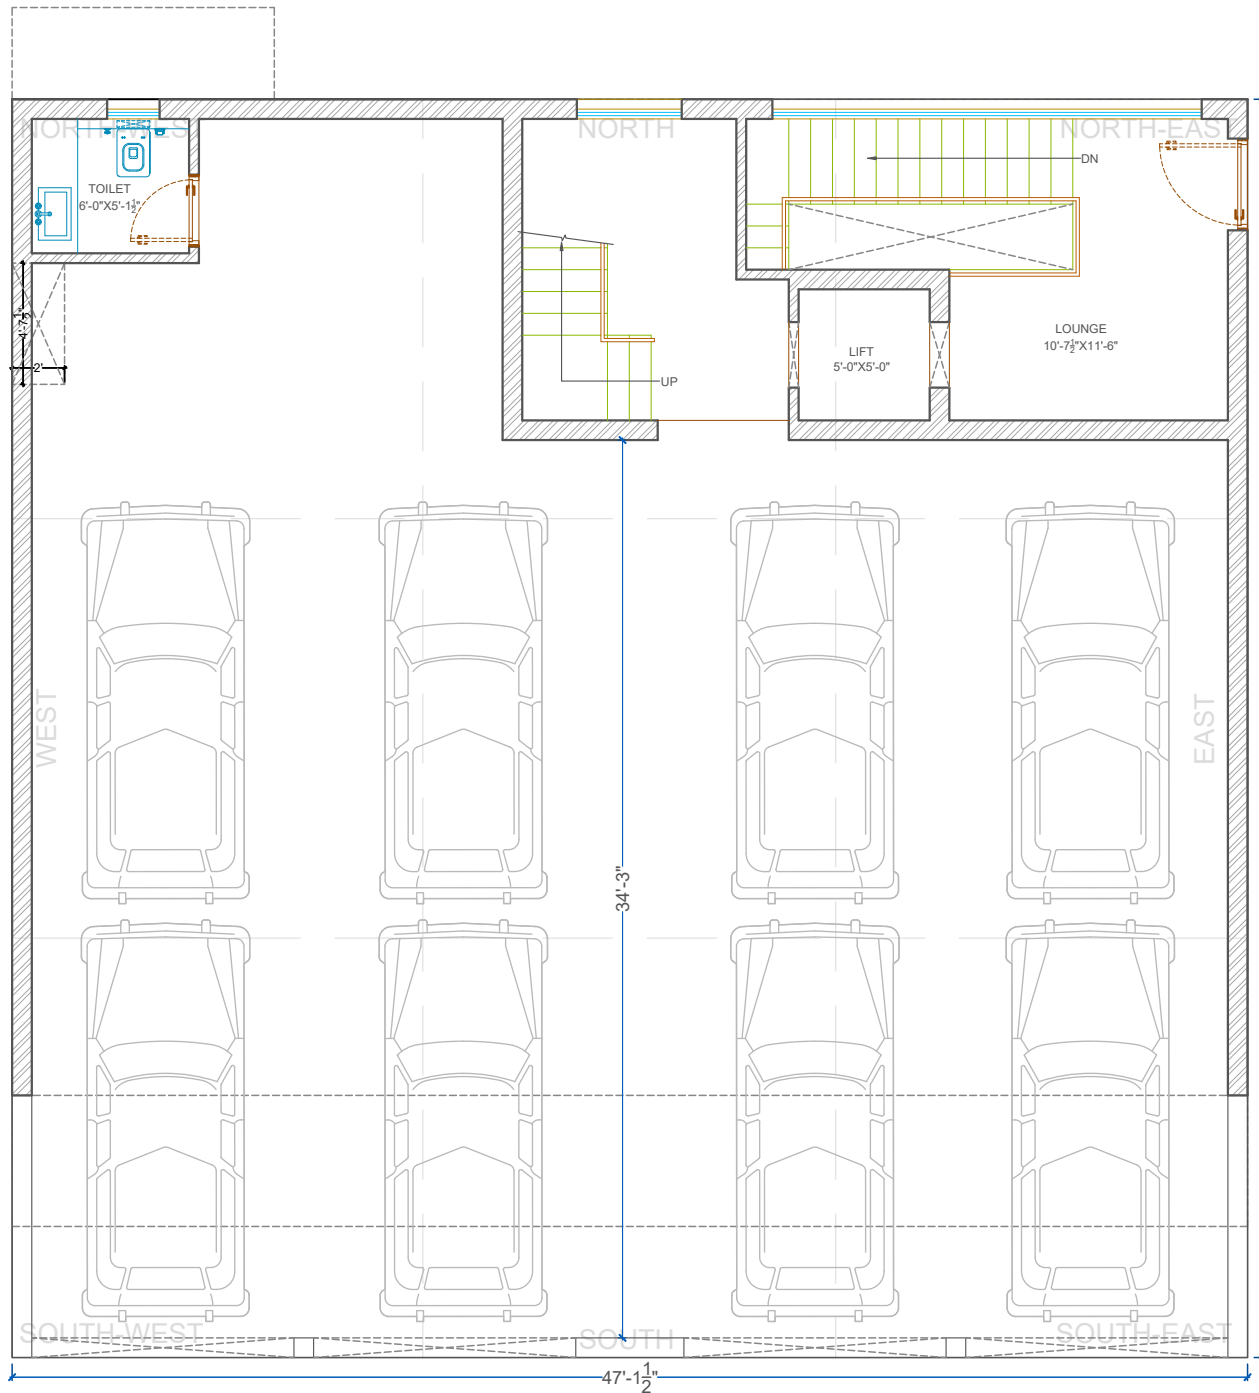 NORTH-WEST
NORTH
NORTH-EAST
TOILET
6'-0"X5'-1½"
DN
4'-7½"
2'
UP
LIFT
5'-0"X5'-0"
LOUNGE
10'-7½"X11'-6"
WEST
EAST
34'-3"
SOUTH-WEST
SOUTH
SOUTH-EAST
47'-1½"